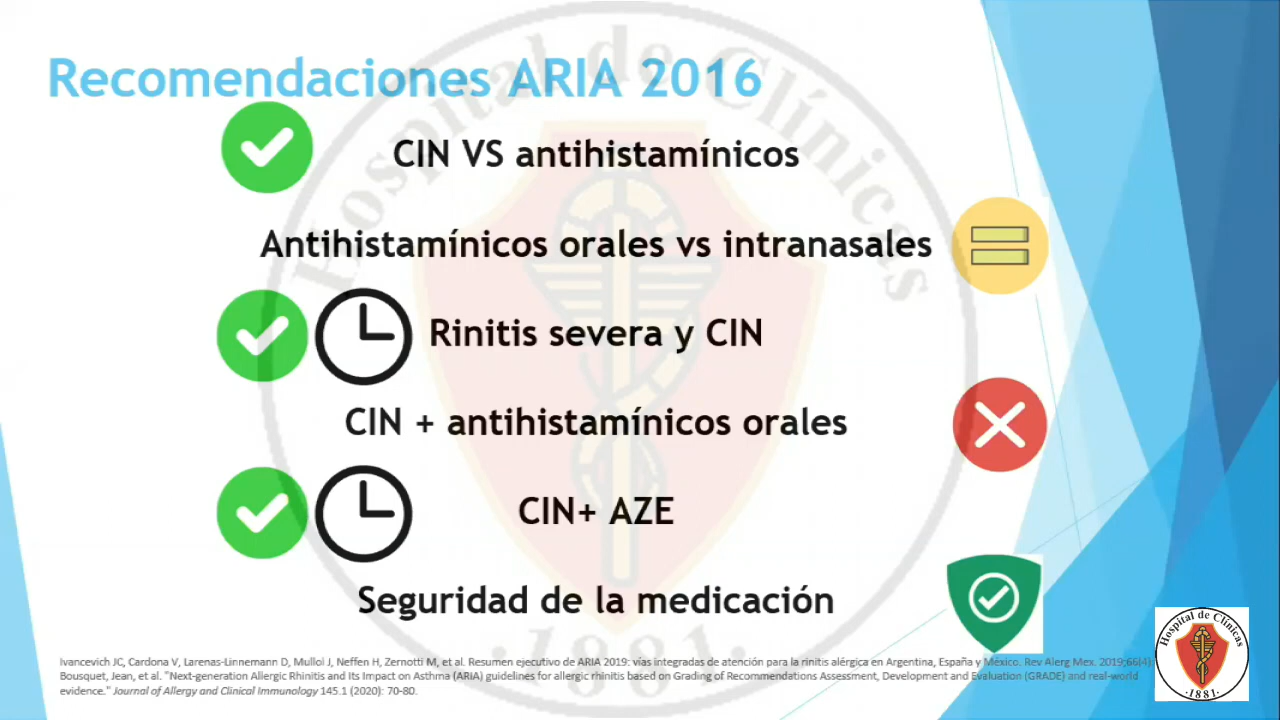 Recomendaciones ARIA 2016
CIN VS antihistamínicos
Antihistamínicos orales vs intranasales
Rinitis severa y CIN
CIN + antihistamínicos orales
CIN+ AZE
Seguridad de la medicación
Ivancevich JC, Cardona V, Larenas-Linnemann D, Mullol J, Neffen H, Zernotti M, et al. Resumen ejecutivo de ARIA 2019: vías integradas de atención para la rinitis alérgica en Argentina, España y México. Rev Alerg Mex. 2019;66(4):
Bousquet, Jean, et al. "Next-generation Allergic Rhinitis and Its Impact on Asthma (ARIA) guidelines for allergic rhinitis based on Grading of Recommendations Assessment, Development and Evaluation (GRADE) and real-world
evidence." Journal of Allergy and Clinical Immunology 145.1 (2020): 70-80.
Hospital de Clínicas
·1881·
Hospital de Clínicas
·1881·